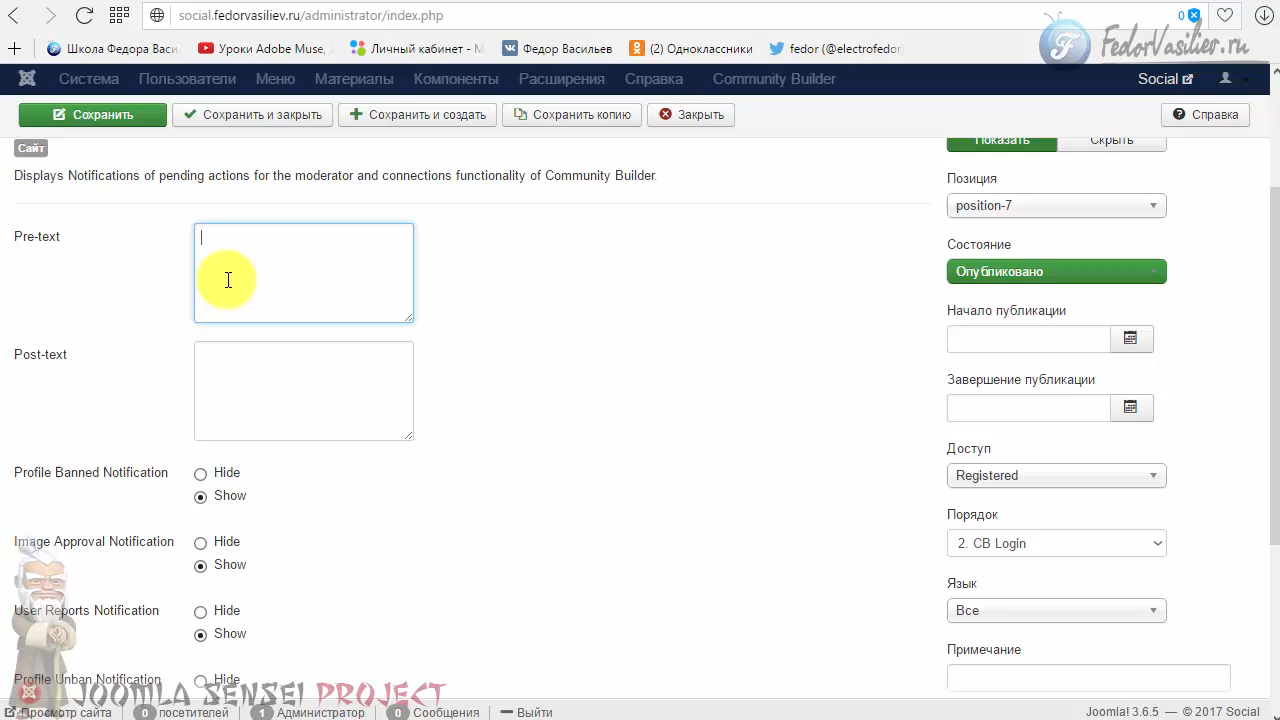 social.fedorvasiliev.ru/administrator/index.php
0
Школа Федора Васи.
Уроки Adobe Muse,
Личный кабинет - М
Федор Васильев
(2) Одноклассники
fedor (@electrofedor)
FedorVasiliev.ru
Система
Пользователи
Меню
Материалы
Компоненты
Расширения
Справка
Community Builder
Social
Сохранить
Сохранить и закрыть
Сохранить и создать
Сохранить копию
Закрыть
Справка
Сайт
Показать
Скрыть
Displays Notifications of pending actions for the moderator and connections functionality of Community Builder.
Позиция
position-7
Pre-text
Состояние
Опубликовано
Начало публикации
Post-text
Завершение публикации
Доступ
Registered
Profile Banned Notification
Hide
Show
Порядок
2. CB Login
Image Approval Notification
Hide
Show
Язык
Все
User Reports Notification
Hide
Show
Примечание
Profile Unban Notification
Hide
JOOMLA SENSEI PROJECT
Просмотр сайта
0 посетителей
1 Администратор
0 Сообщения
Выйти
Joomla! 3.6.5 — © 2017 Social